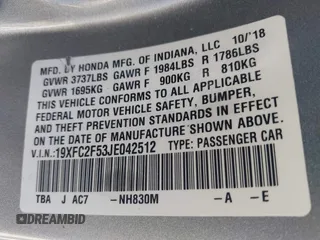 MFD. BY HONDA MFG. OF INDIANA, LLC 10/'18
GVWR 3737LBS GAWR F 1984LBS R 1786LBS
GVWR 1695KG GAWR F 900KG R 810KG
THIS VEHICLE CONFORMS TO ALL APPLICABLE
FEDERAL MOTOR VEHICLE SAFETY, BUMPER,
AND THEFT PREVENTION STANDARDS IN EFFECT
ON THE DATE OF MANUFACTURE SHOWN ABOVE.
V.I.N.:19XFC2F53JE042512 TYPE: PASSENGER CAR
TBA J AC7 -NH830M -A -E
@DREAMBID